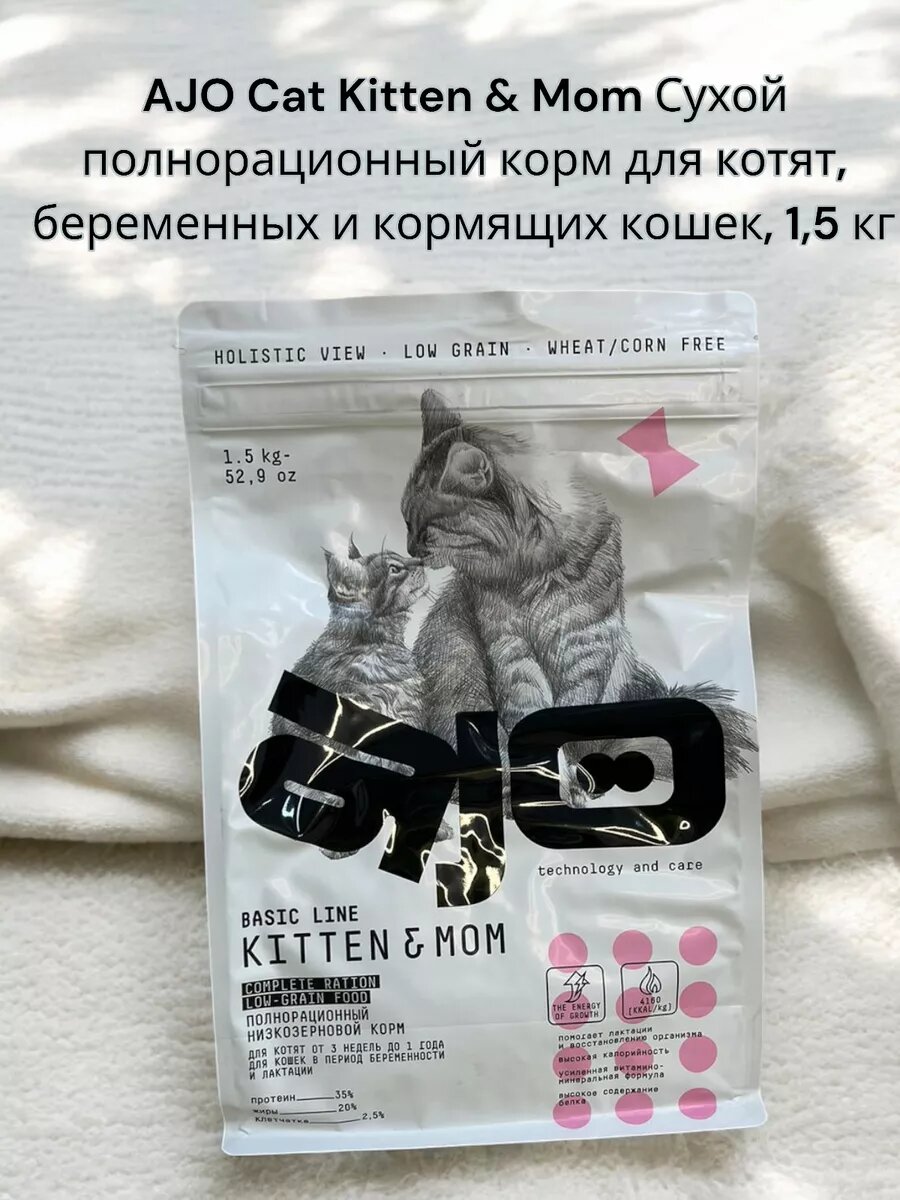 AJO Cat Kitten & Mom Сухой
полнорационный корм для котят,
беременных и кормящих кошек, 1,5 кг
HOLISTIC VIEW · LOW GRAIN · WHEAT/CORN FREE
1.5 kg-
52,9 oz
ajo
technology and care
BASIC LINE
KITTEN & MOM
COMPLETE RATION
LOW-GRAIN FOOD
ПОЛНОРАЦИОННЫЙ
НИЗКОЗЕРНОВОЙ КОРМ
ДЛЯ КОТЯТ ОТ 3 НЕДЕЛЬ ДО 1 ГОДА
ДЛЯ КОШЕК В ПЕРИОД БЕРЕМЕННОСТИ
И ЛАКТАЦИИ
протеин 35%
жиры 20%
клетчатка 2,5%
THE ENERGY
OF GROWTH
4160
[KKAL/kg]
помогает лактации
и восстановлению организма
высокая калорийность
усиленная витаминно-
минеральная формула
высокое содержание
белка